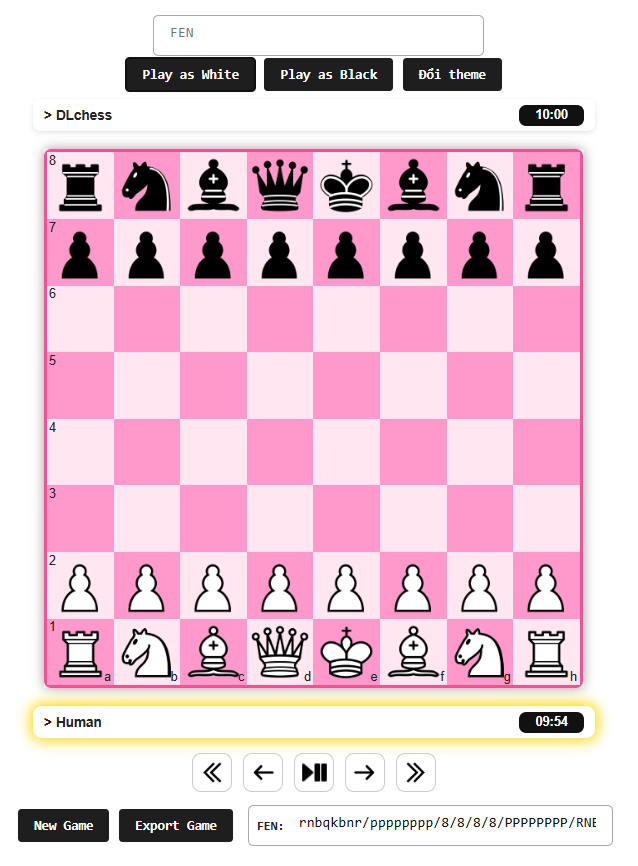 FEN
Play as White Play as Black Đổi theme
> DLchess 10:00
8
7
6
5
4
3
2
1
a b c d e f g h
> Human 09:54
New Game Export Game FEN: rnbqkbnr/pppppppp/8/8/8/8/PPPPPPPP/RNB